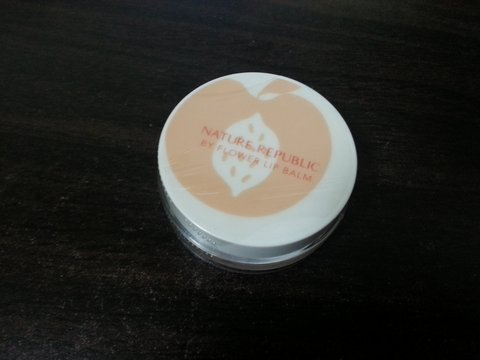 NATURE REPUBLIC
BY FLOWER LIP BALM